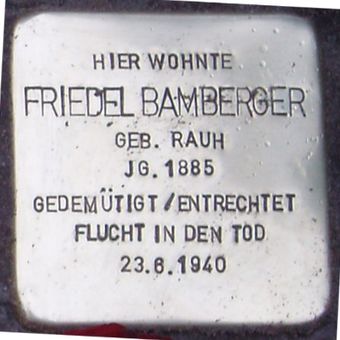 HIER WOHNTE
FRIEDEL BAMBERGER
GEB. RAUH
JG. 1885
GEDEMÜTIGT/ENTRECHTET
FLUCHT IN DEN TOD
23.6.1940